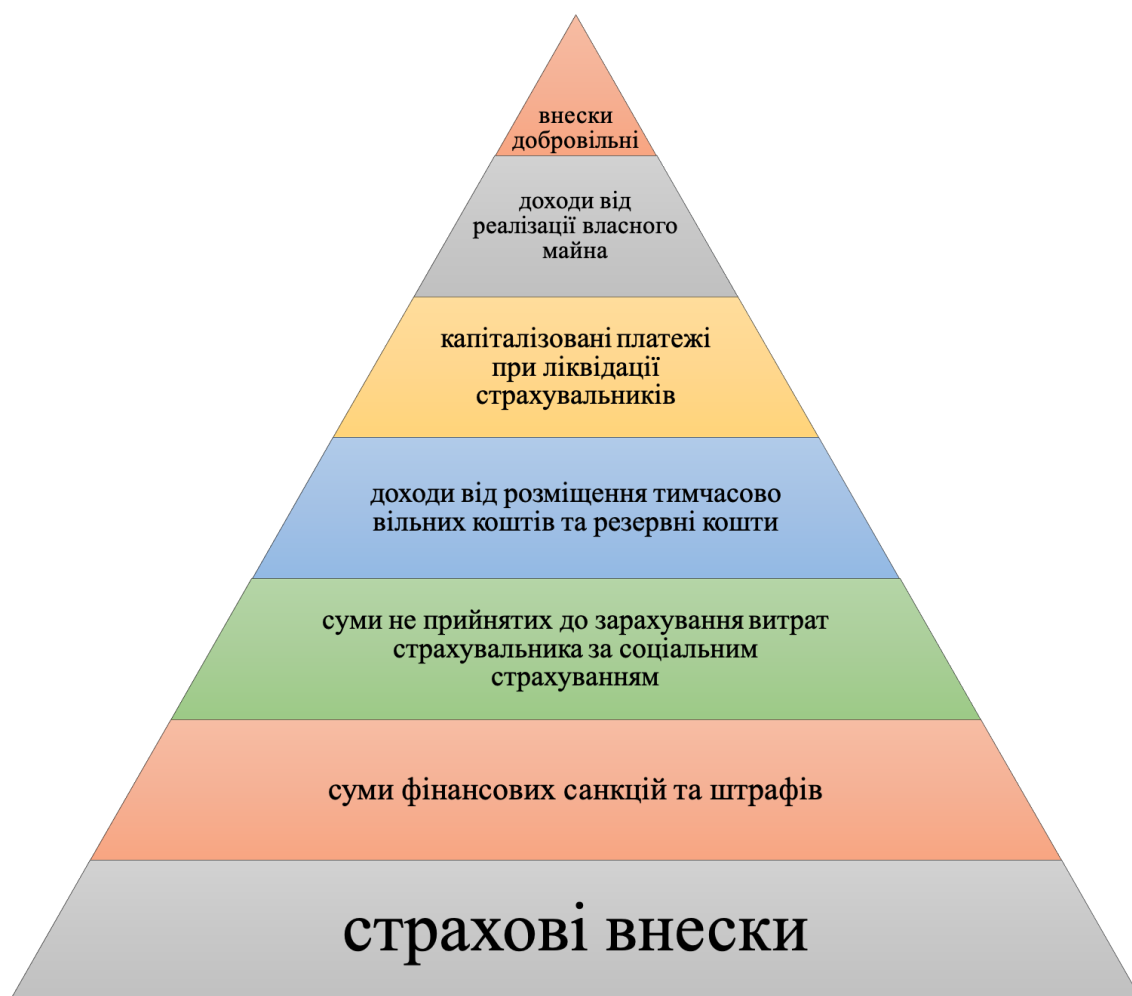 внески
добровільні
доходи від
реалізації власного
майна
капіталізовані платежі
при ліквідації
страхувальників
доходи від розміщення тимчасово
вільних коштів та резервні кошти
суми не прийнятих до зарахування витрат
страхувальника за соціальним
страхуванням
суми фінансових санкцій та штрафів
страхові внески